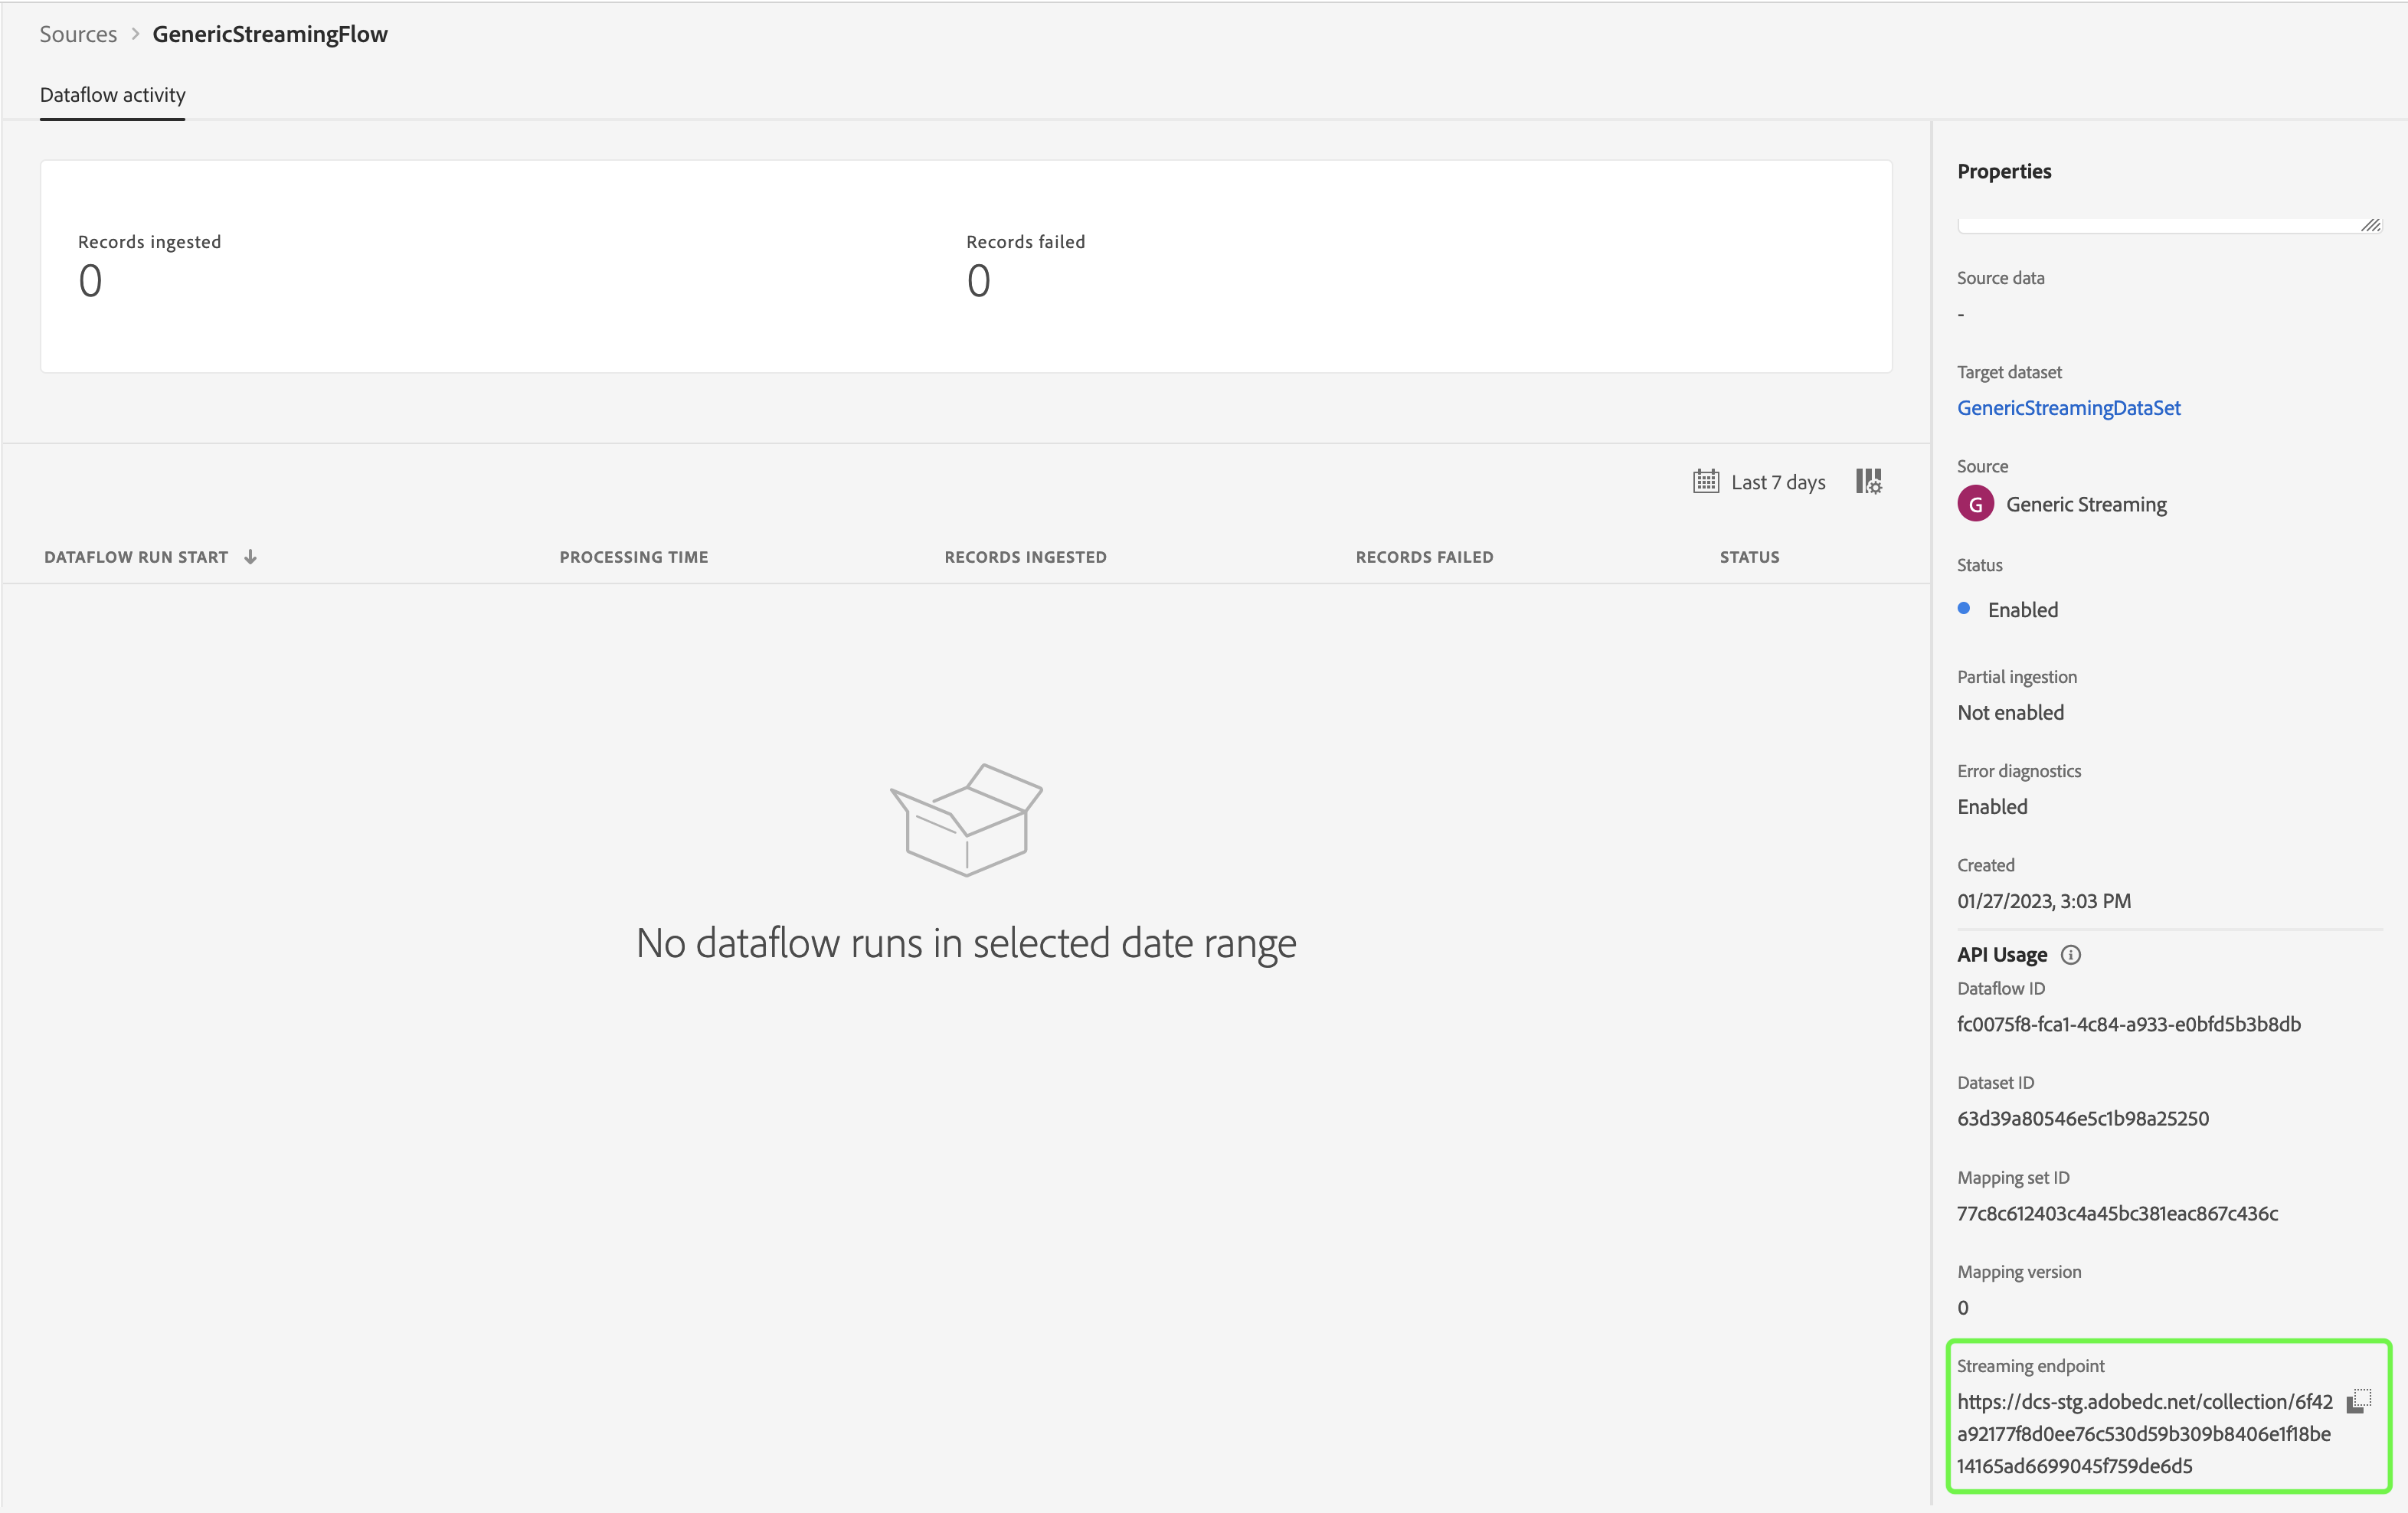 Sources > GenericStreamingFlow
Dataflow activity
Records ingested
0
Records failed
0
Last 7 days
DATAFLOW RUN START
PROCESSING TIME
RECORDS INGESTED
RECORDS FAILED
STATUS
No dataflow runs in selected date range
Properties
Source data
-
Target dataset
GenericStreamingDataSet
Source
G Generic Streaming
Status
Enabled
Partial ingestion
Not enabled
Error diagnostics
Enabled
Created
01/27/2023, 3:03 PM
API Usage
Dataflow ID
fc0075f8-fca1-4c84-a933-e0bfd5b3b8db
Dataset ID
63d39a80546e5c1b98a25250
Mapping set ID
77c8c612403c4a45bc381eac867c436c
Mapping version
0
Streaming endpoint
https://dcs-stg.adobedc.net/collection/6f42
a92177f8d0ee76c530d59b309b8406e1f18be
14165ad6699045f759de6d5